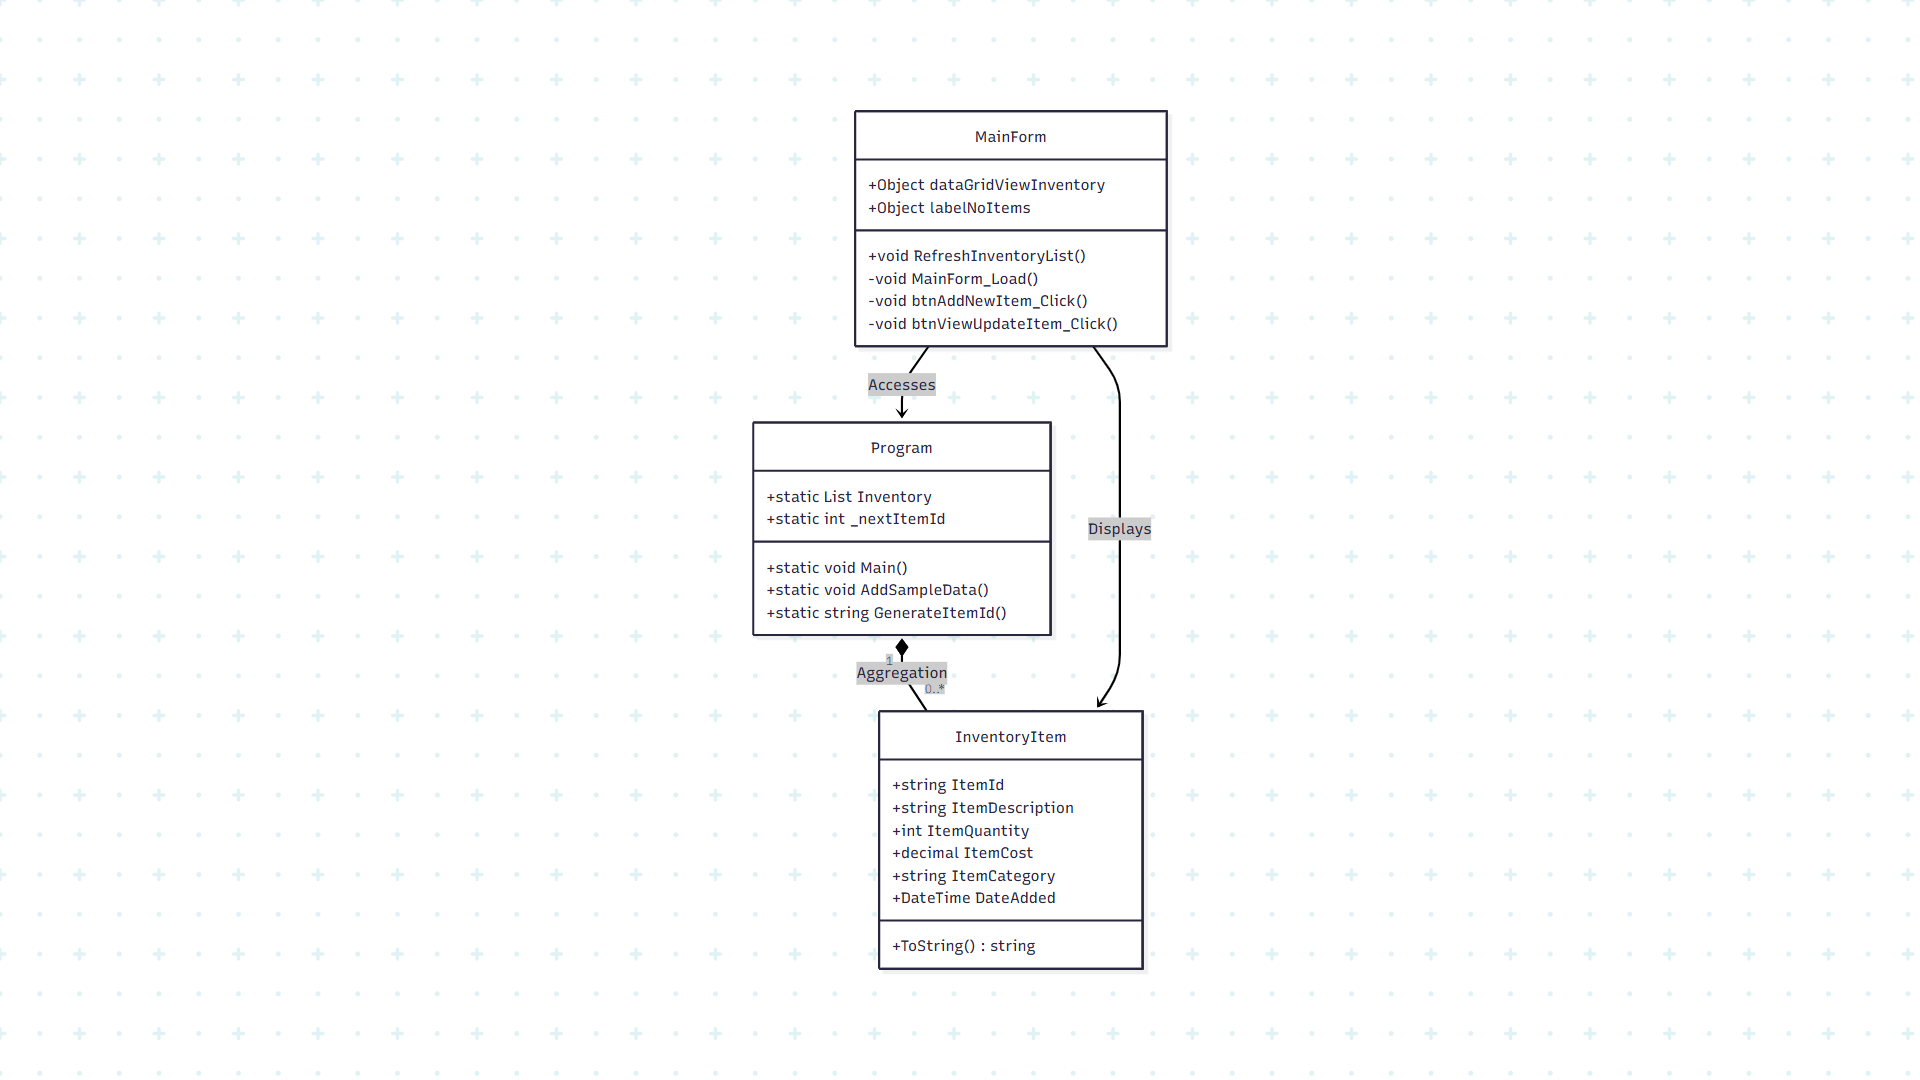 MainForm
+Object dataGridViewInventory
+Object labelNoItems
+void RefreshInventoryList()
-void MainForm_Load()
-void btnAddNewItem_Click()
-void btnViewUpdateItem_Click()
Accesses
Program
+static List Inventory
+static int _nextItemId
+static void Main()
+static void AddSampleData()
+static string GenerateItemId()
Displays
1
Aggregation
0..*
InventoryItem
+string ItemId
+string ItemDescription
+int ItemQuantity
+decimal ItemCost
+string ItemCategory
+DateTime DateAdded
+ToString() : string